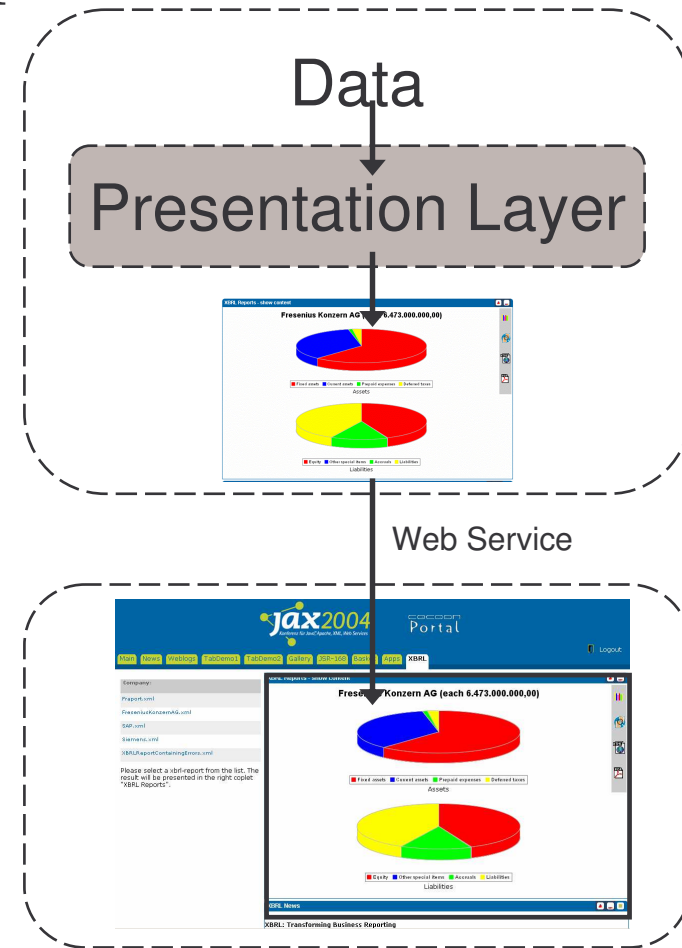 Data
Presentation Layer
XBRL Reports - show content
Fresenius Konzern AG 6.473.000.000,00)
Fixed assets Current assets Prepaid expenses Deferred taxes
Assets
Equity Other special items Accruals Liabilities
Liabilities
Web Service
jax2004
Konferenz für Java, Apache, XML, Web Services
cocoon
Portal
Logout
Main News Weblogs TabDemo1 TabDemo2 Gallery JSR-168 Apps XBRL
Company:
Fraport.xml
FreseniusKonzernAG.xml
SAP.xml
Siemens.xml
XBRLReportContainingErrors.xml
Please select a xbrl-report from the list. The
result will be presented in the right coplet
"XBRL Reports".
XBRL Reports - show content
Konzern AG (each 6.473.000.000,00)
Fixed assets Current assets Prepaid expenses Deferred taxes
Assets
Equity Other special items Accruals Liabilities
Liabilities
XBRL News
XBRL: Transforming Business Reporting